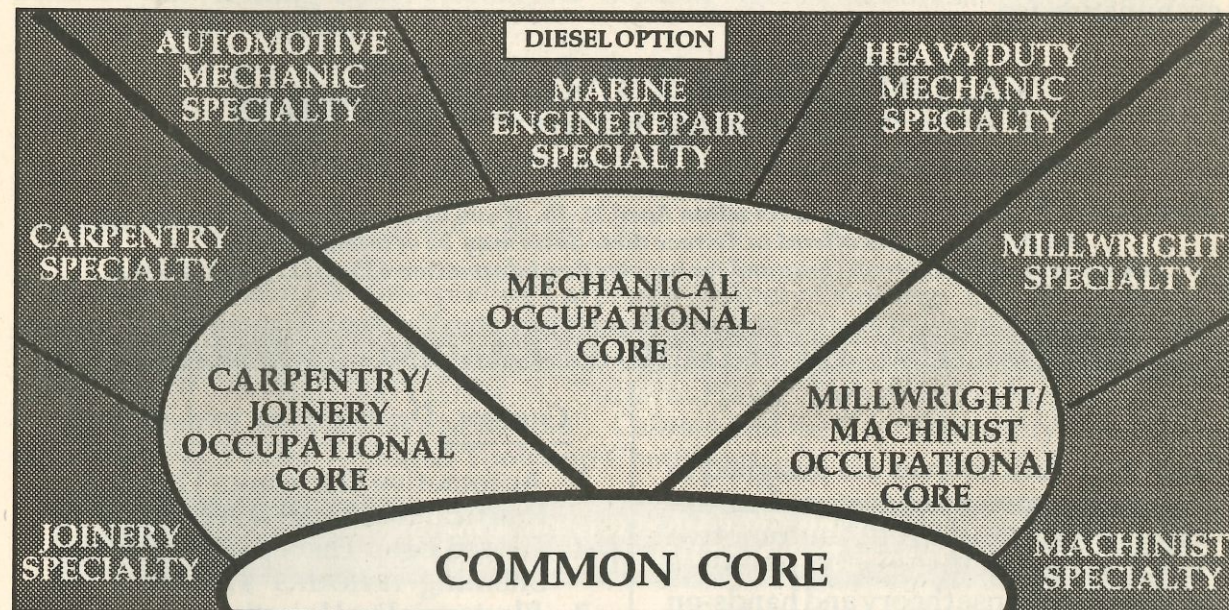 AUTOMOTIVE
MECHANIC
SPECIALTY
DIESEL OPTION
MARINE
ENGINE REPAIR
SPECIALTY
HEAVY DUTY
MECHANIC
SPECIALTY
CARPENTRY
SPECIALTY
MILLWRIGHT
SPECIALTY
MECHANICAL
OCCUPATIONAL
CORE
CARPENTRY/
JOINERY
OCCUPATIONAL
CORE
MILLWRIGHT/
MACHINIST
OCCUPATIONAL
CORE
JOINERY
SPECIALTY
COMMON CORE
MACHINIST
SPECIALTY